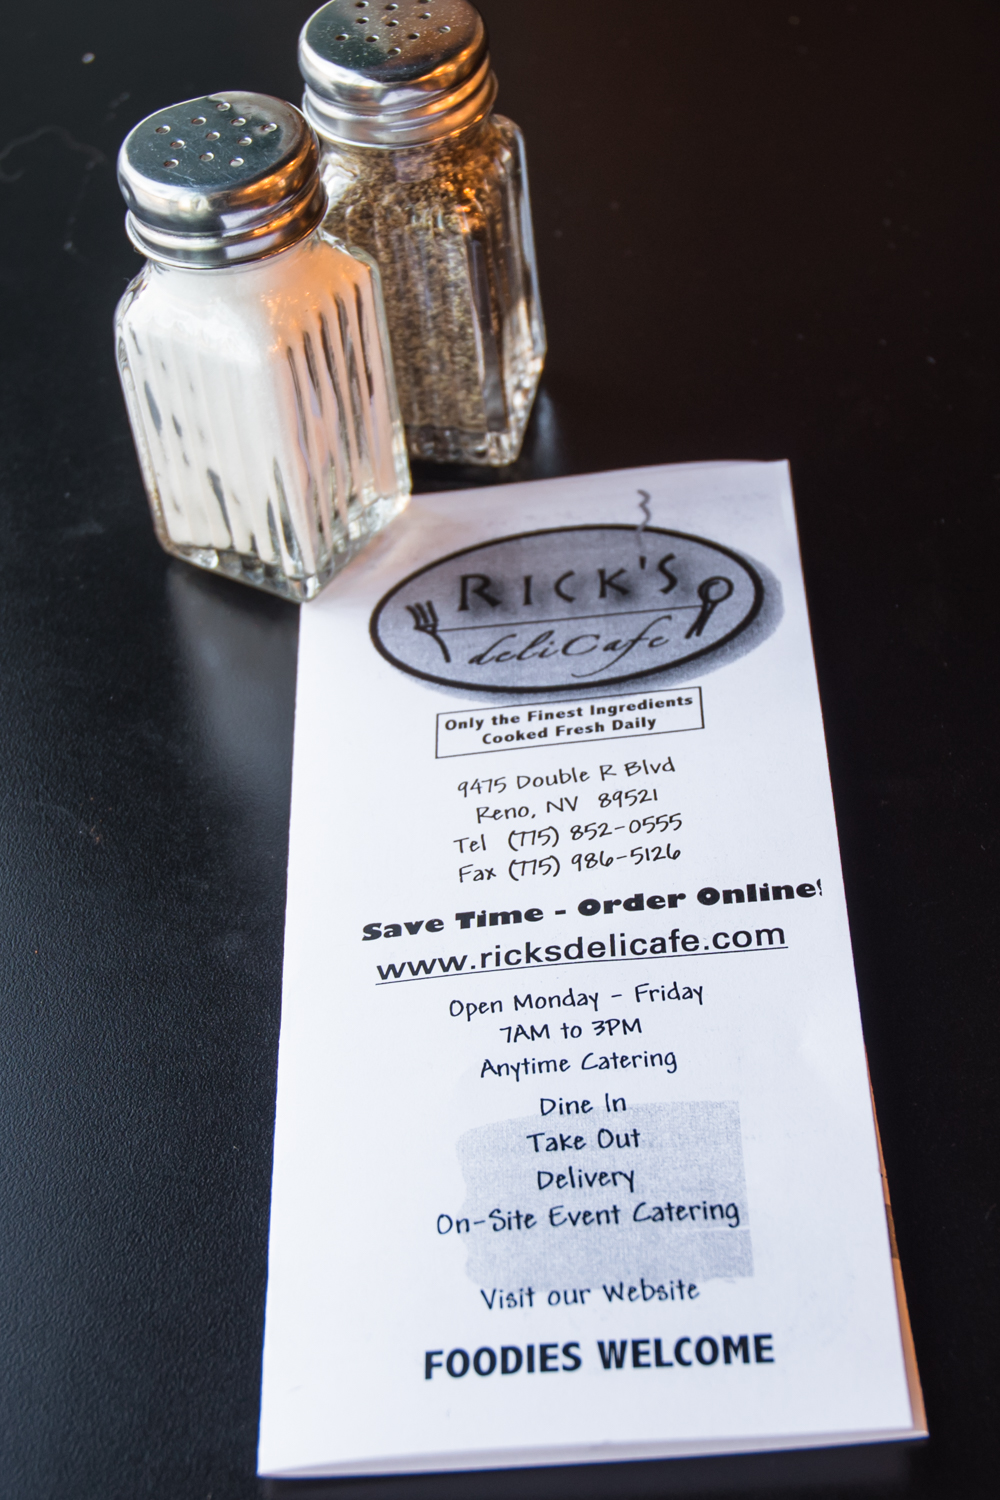 RICK'S
deliCafe
Only the Finest Ingredients
Cooked Fresh Daily
9475 Double R Blvd
Reno, NV 89521
Tel (775) 852-0555
Fax (775) 986-5126
Save Time - Order Online!
www.ricksdelicafe.com
Open Monday - Friday
7AM to 3PM
Anytime Catering
Dine In
Take Out
Delivery
On-Site Event Catering
Visit our Website
FOODIES WELCOME